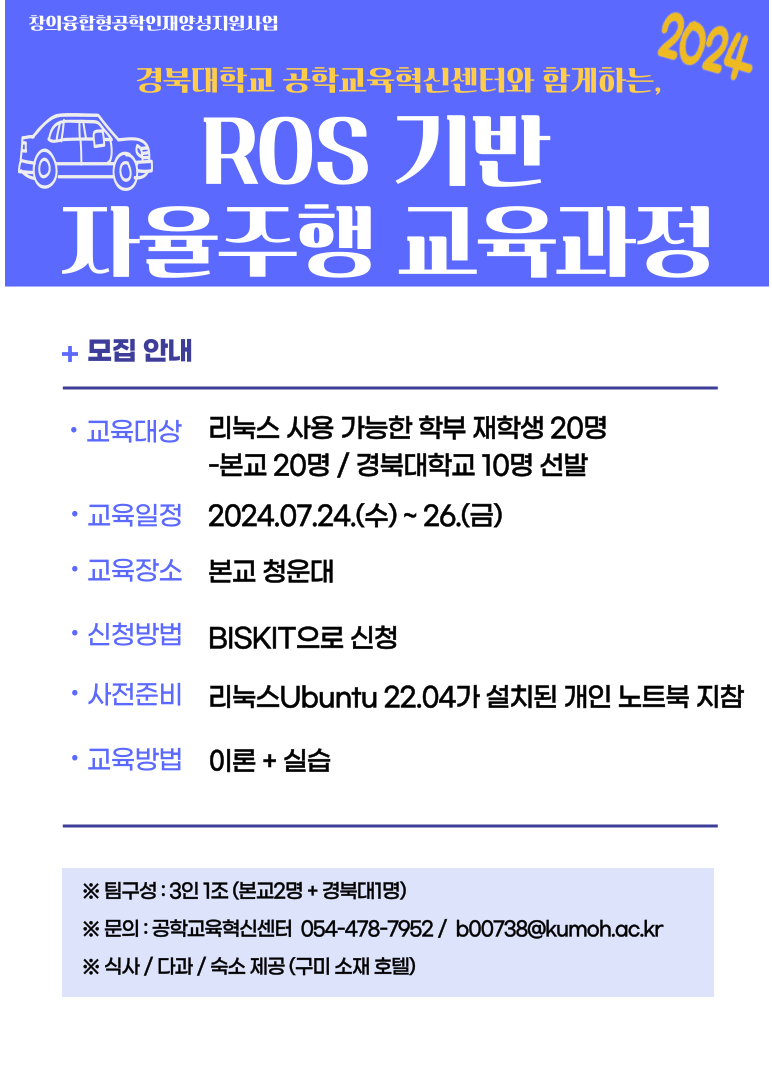 창의융합형공학인재양성지원사업
2024
경북대학교 공학교육혁신센터와 함게하는,
ROS 기반
자율주행 교육과정
+ 모집 안내
· 교육대상 리눅스 사용 가능한 학부 재학생 20명
-본교 20명 / 경북대학교 10명 선발
· 교육일정 2024.07.24.(수) ~ 26.(금)
· 교육장소 본교 청운대
· 신청방법 BISKIT으로 신청
· 사전준비 리눅스Ubuntu 22.04가 설치된 개인 노트북 지참
· 교육방법 이론 + 실습
※ 팀구성 : 3인 1조 (본교2명 + 경북대1명)
※ 문의 : 공학교육혁신센터 054-478-7952 / b00738@kumoh.ac.kr
※ 식사 / 다과 / 숙소 제공 (구미 소재 호텔)